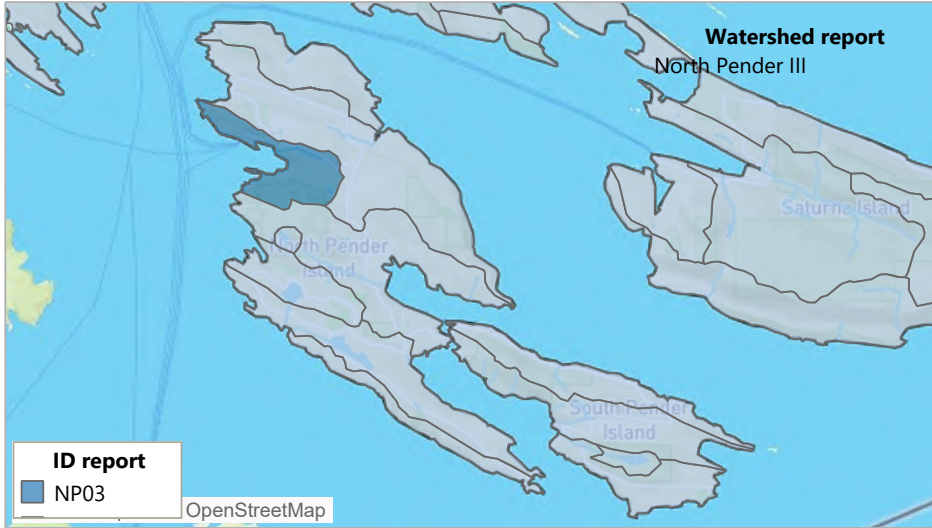 Watershed report
North Pender III
Saturna Island
North Pender
Island
South Pender
Island
ID report
NP03
OpenStreetMap